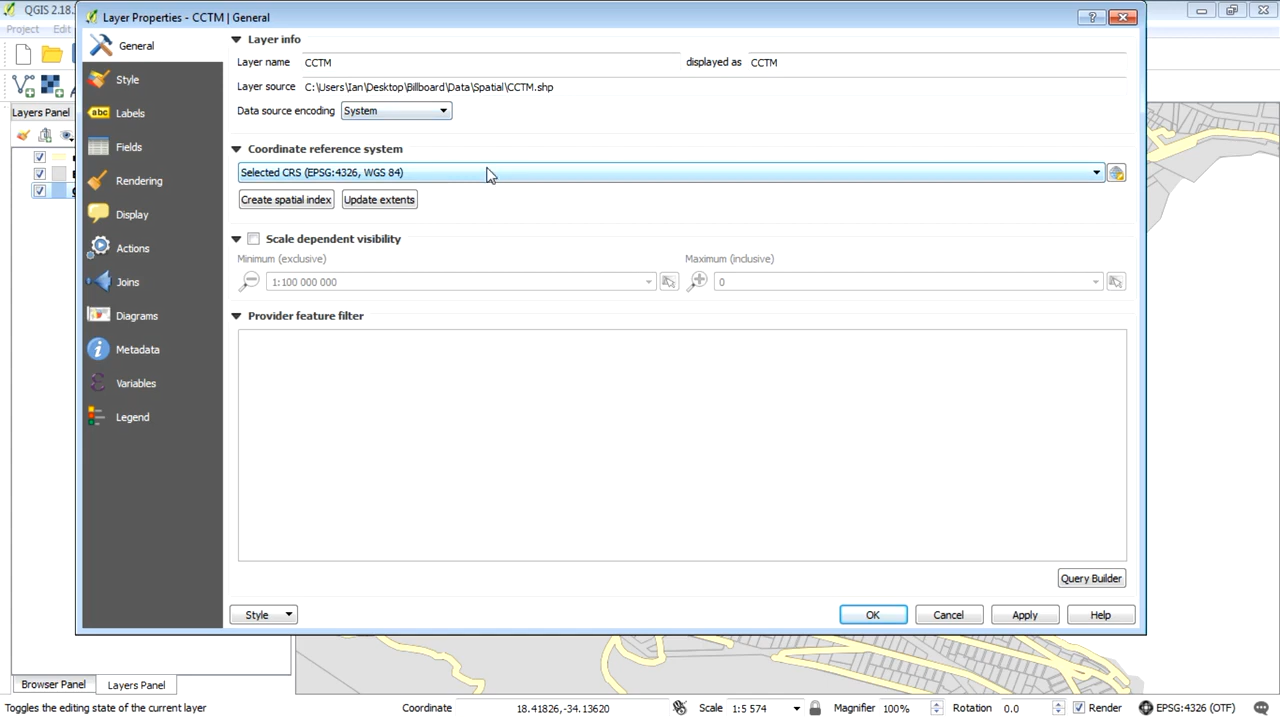 QGIS 2.18.
Layer Properties - CCTM | General
Project Edit
General
Style
Labels
Fields
Rendering
Display
Actions
Joins
Diagrams
Metadata
Variables
Legend
Layers Panel
abc
Layer info
Layer name CCTM displayed as CCTM
Layer source C:\Users\Ian\Desktop\Billboard\Data\Spatial\CCTM.shp
Data source encoding System
Coordinate reference system
Selected CRS (EPSG:4326, WGS 84)
Create spatial index Update extents
Scale dependent visibility
Minimum (exclusive) Maximum (inclusive)
1:100 000 000 0
Provider feature filter
Query Builder
Style OK Cancel Apply Help
Browser Panel Layers Panel
Toggles the editing state of the current layer Coordinate 18.41826,-34.13620 Scale 1:5 574 Magnifier 100% Rotation 0.0 Render EPSG:4326 (OTF)